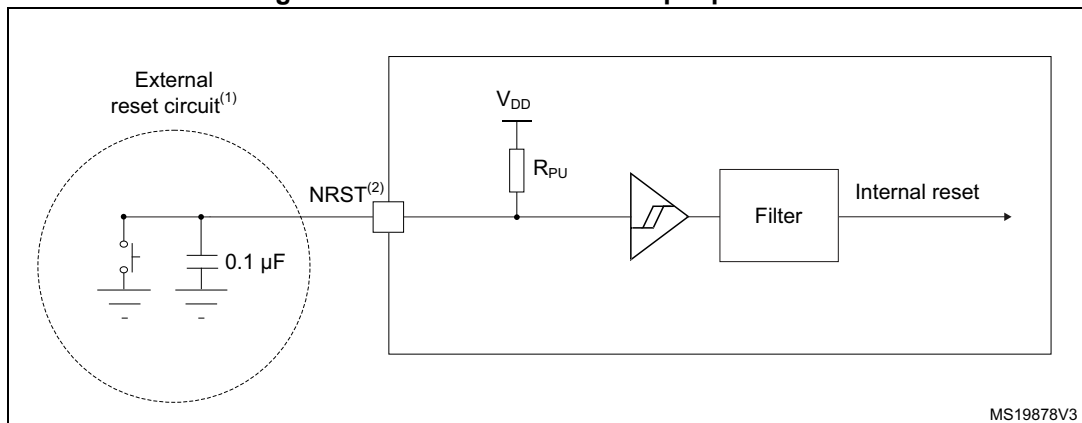 External
reset circuit(1)
VDD
RPU
NRST(2)
Filter
Internal reset
0.1 µF
MS19878V3